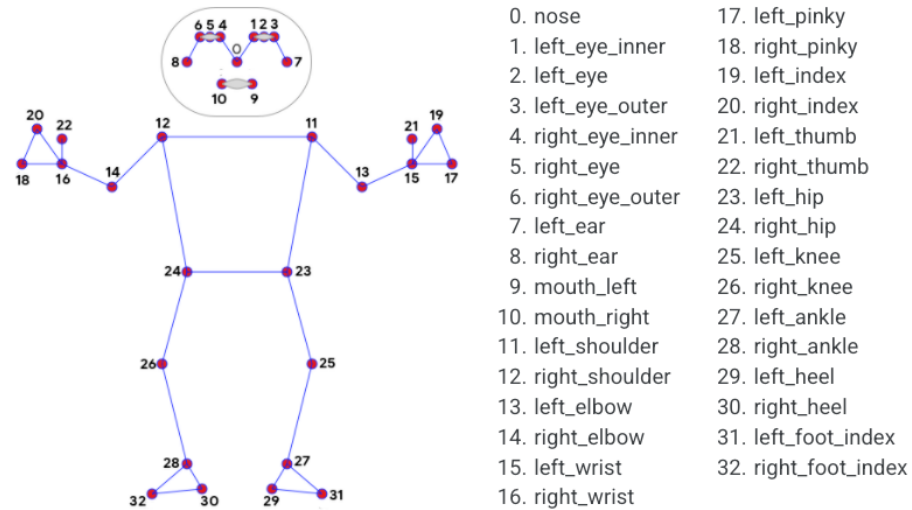 6 5 4 1 2 3
0
8 7
10 9
20 19
22 12 11 21
14 13
18 16 15 17
24 23
26 25
28 27
32 30 29 31
0. nose
1. left_eye_inner
2. left_eye
3. left_eye_outer
4. right_eye_inner
5. right_eye
6. right_eye_outer
7. left_ear
8. right_ear
9. mouth_left
10. mouth_right
11. left_shoulder
12. right_shoulder
13. left_elbow
14. right_elbow
15. left_wrist
16. right_wrist
17. left_pinky
18. right_pinky
19. left_index
20. right_index
21. left_thumb
22. right_thumb
23. left_hip
24. right_hip
25. left_knee
26. right_knee
27. left_ankle
28. right_ankle
29. left_heel
30. right_heel
31. left_foot_index
32. right_foot_index